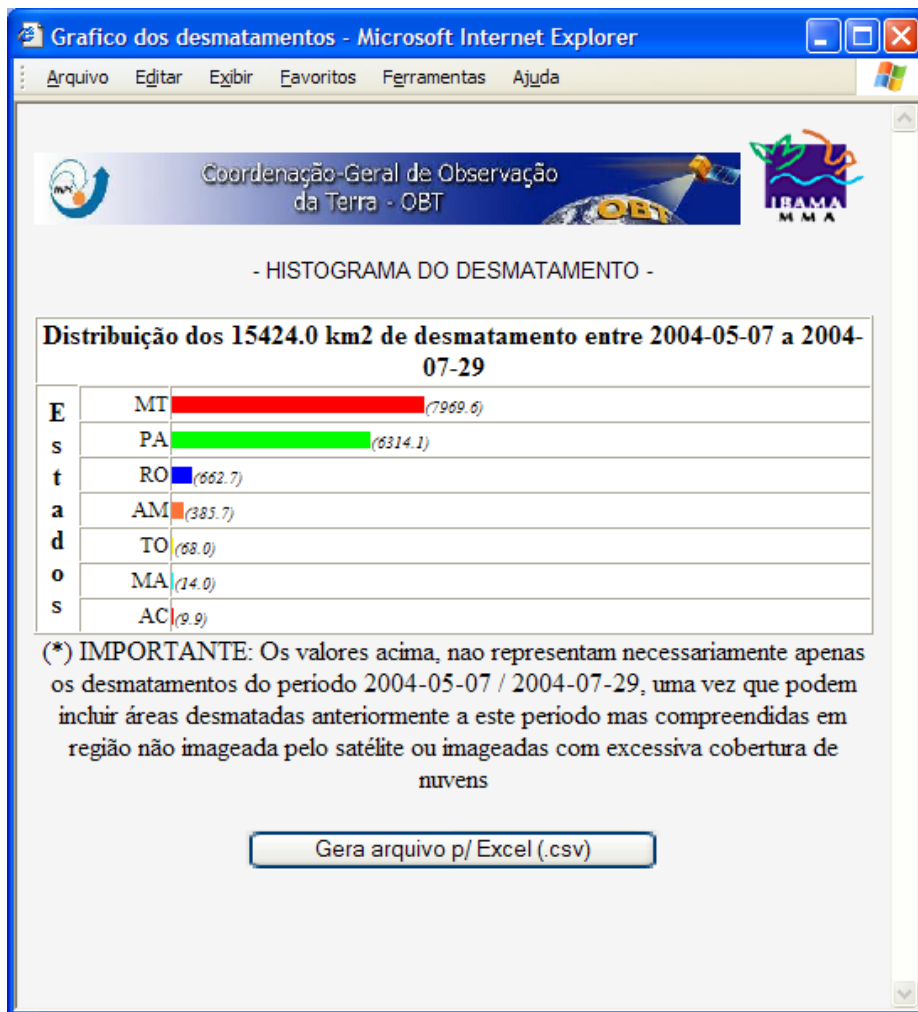 Grafico dos desmatamentos - Microsoft Internet Explorer
Arquivo Editar Exibir Favoritos Ferramentas Ajuda
Coordenação-Geral de Observação
da Terra - OBT
OBT
IBAMA
M M A
- HISTOGRAMA DO DESMATAMENTO -
Distribuição dos 15424.0 km2 de desmatamento entre 2004-05-07 a 2004-
07-29
Estados
MT (7969.6)
PA (6314.1)
RO (662.7)
AM (385.7)
TO (68.0)
MA (14.0)
AC (9.9)
(*) IMPORTANTE: Os valores acima, nao representam necessariamente apenas
os desmatamentos do periodo 2004-05-07 / 2004-07-29, uma vez que podem
incluir áreas desmatadas anteriormente a este periodo mas compreendidas em
região não imageada pelo satélite ou imageadas com excessiva cobertura de
nuvens
Gera arquivo p/ Excel (.csv)